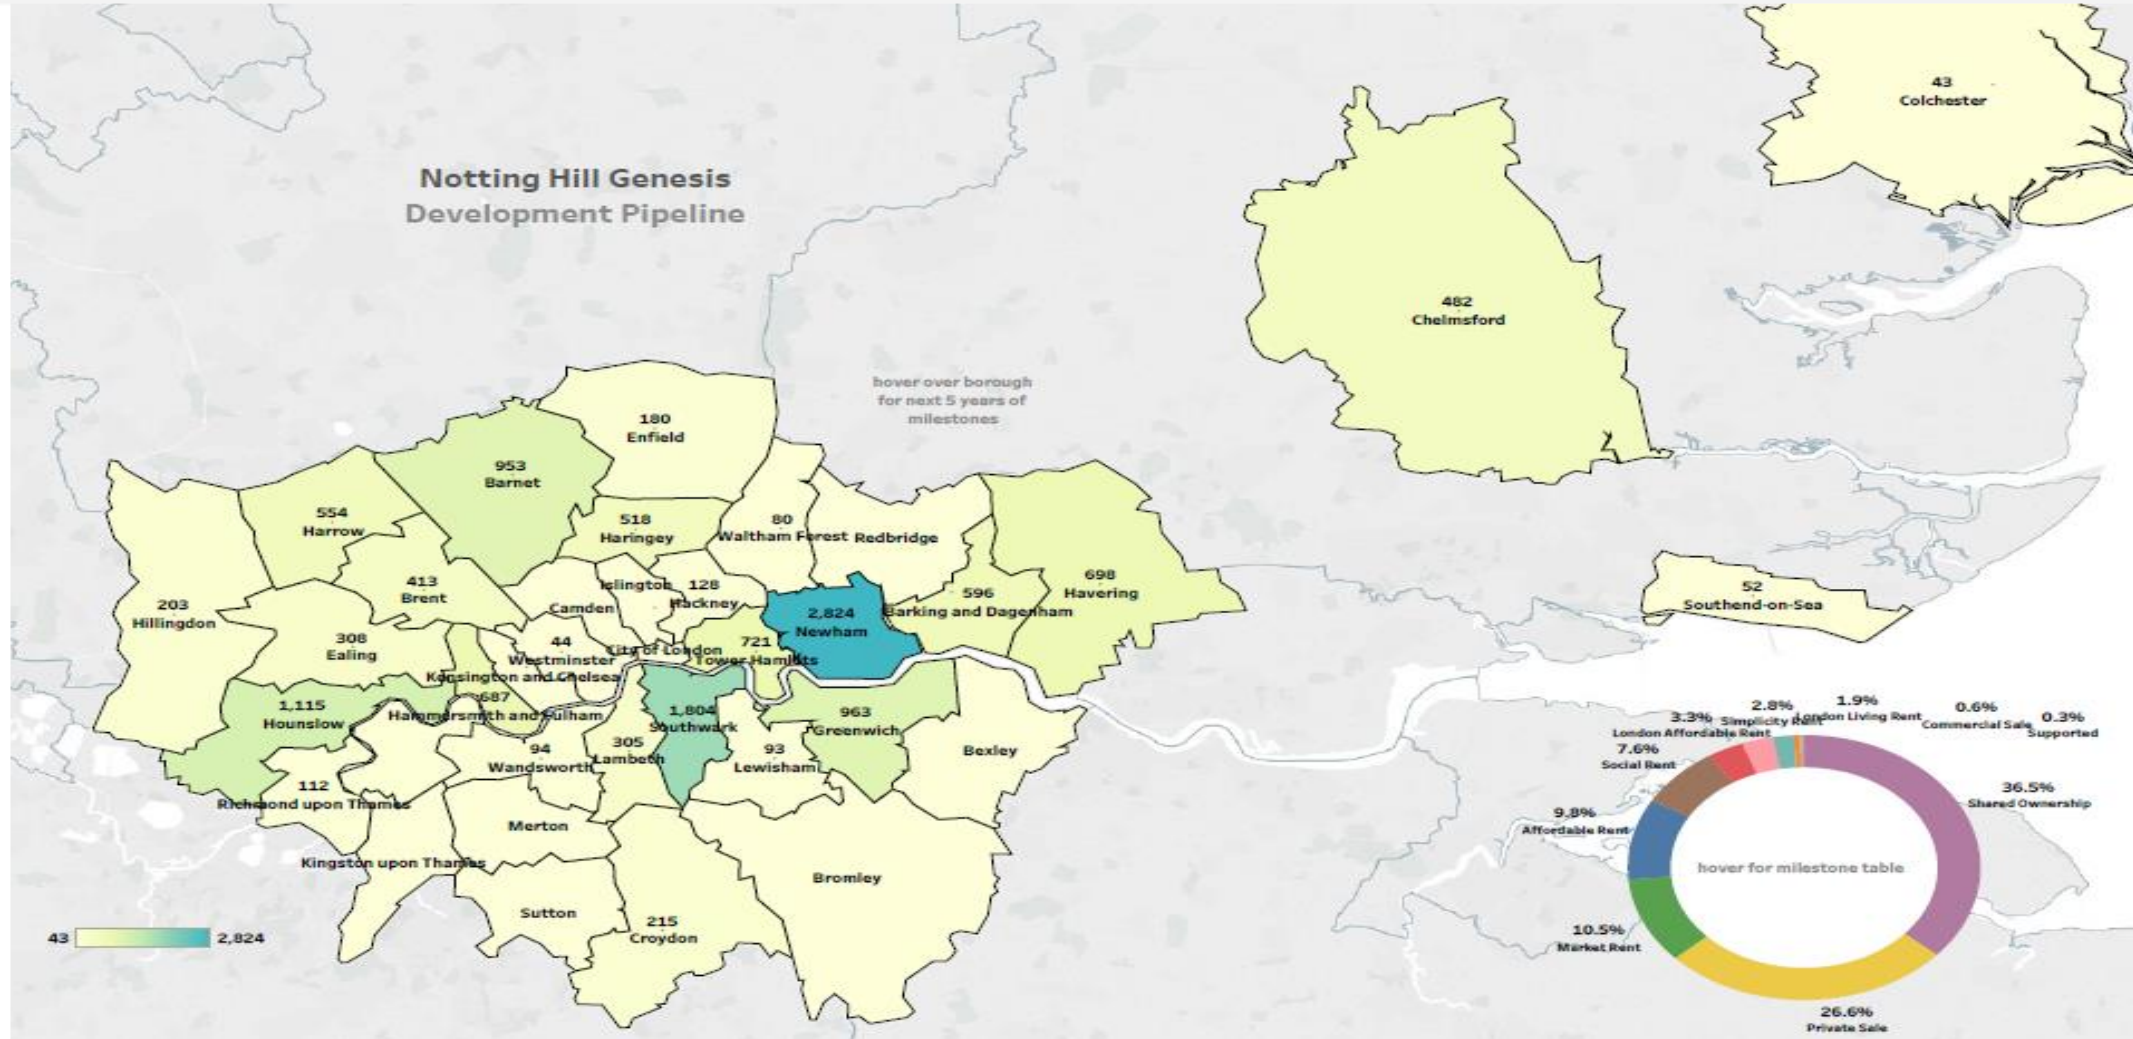 Notting Hill Genesis
Development Pipeline
43
Colchester
482
Chelmsford
hover over borough
for next 5 years of
milestones
180
Enfield
953
Barnet
554
Harrow
518
Haringey
80
Waltham Forest
Redbridge
698
Havering
596
Barking and Dagenham
52
Southend-on-Sea
203
Hillingdon
413
Brent
Camden
Islington
128
Hackney
2,824
Newham
308
Ealing
44
Westminster
City of London
721
Tower Hamlets
Kensington and Chelsea
687
Hammersmith and Fulham
1,115
Hounslow
1,804
Southwark
963
Greenwich
94
Wandsworth
305
Lambeth
93
Lewisham
Bexley
112
Richmond upon Thames
Merton
Kingston upon Thames
Bromley
Sutton
215
Croydon
43
2,824
3.3%
London Affordable Rent
2.8%
Simplicity Rent
1.9%
London Living Rent
0.6%
Commercial Sale
0.3%
Supported
7.6%
Social Rent
36.5%
Shared Ownership
9.8%
Affordable Rent
hover for milestone table
10.5%
Market Rent
26.6%
Private Sale